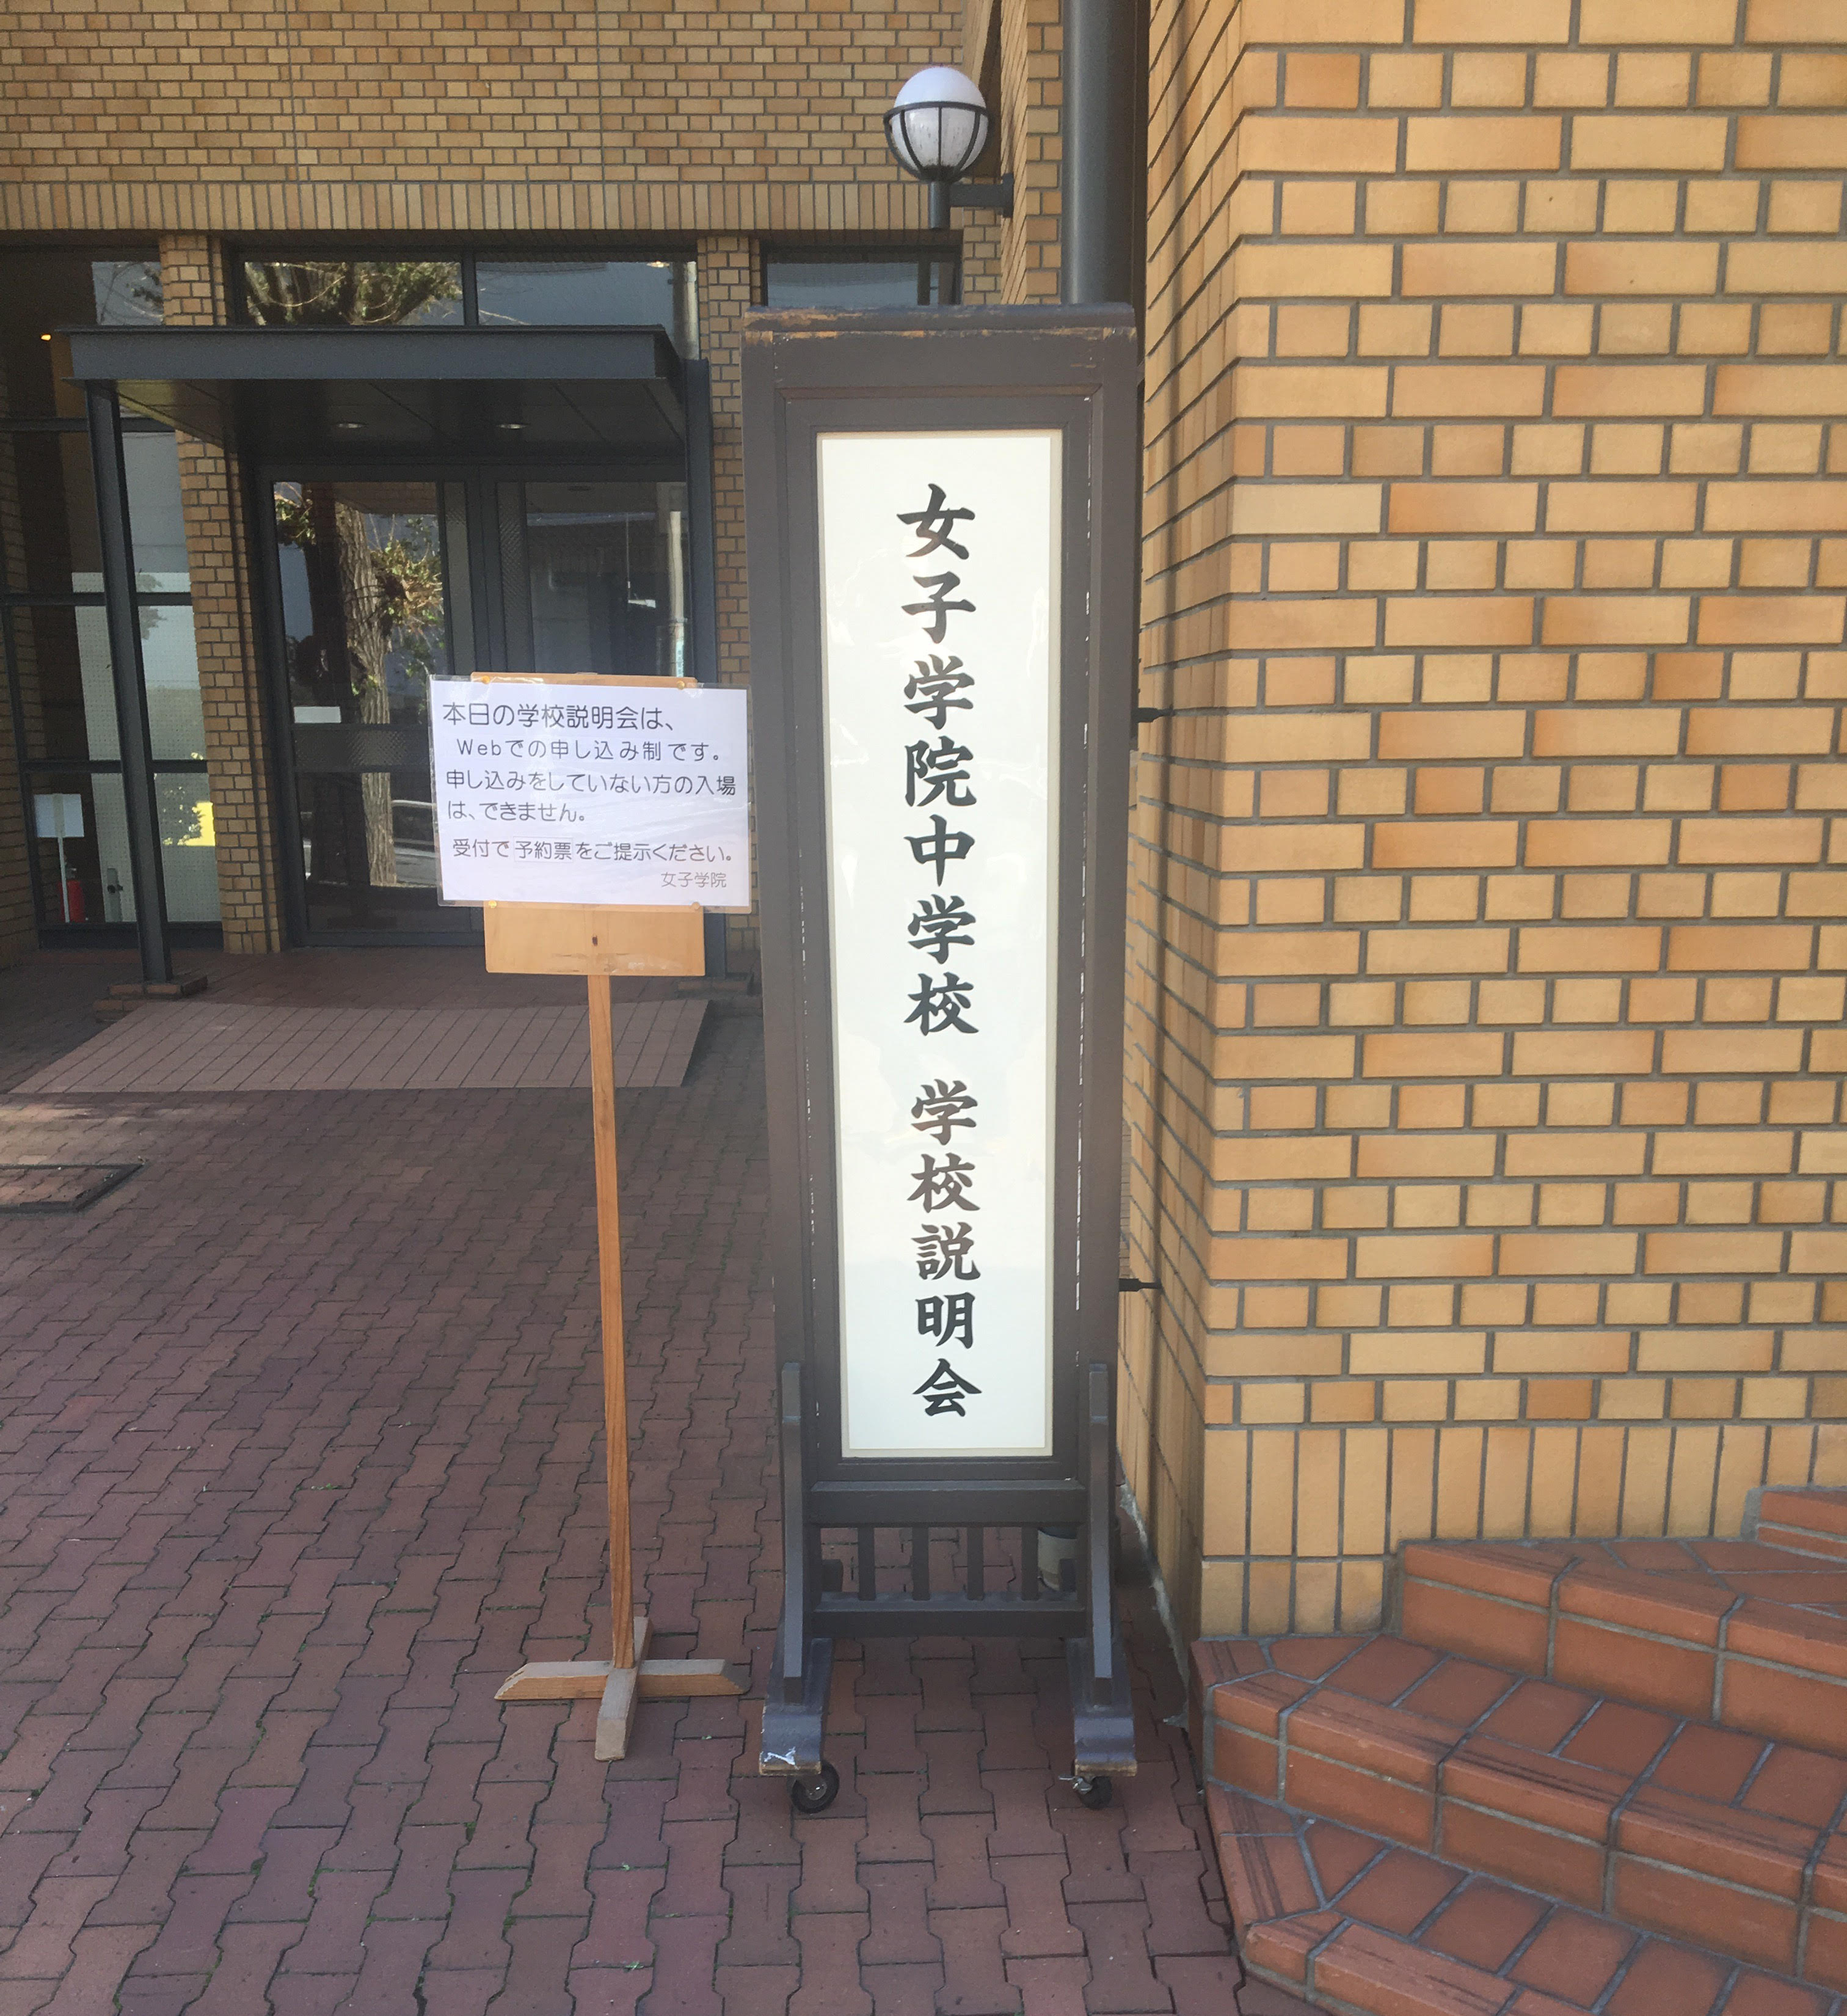 本日の学校説明会は、
Webでの申し込み制です。
申し込みをしていない方の入場
は、できません。
受付で予約票をご提示ください。
女子学院
女子学院中学校 学校説明会